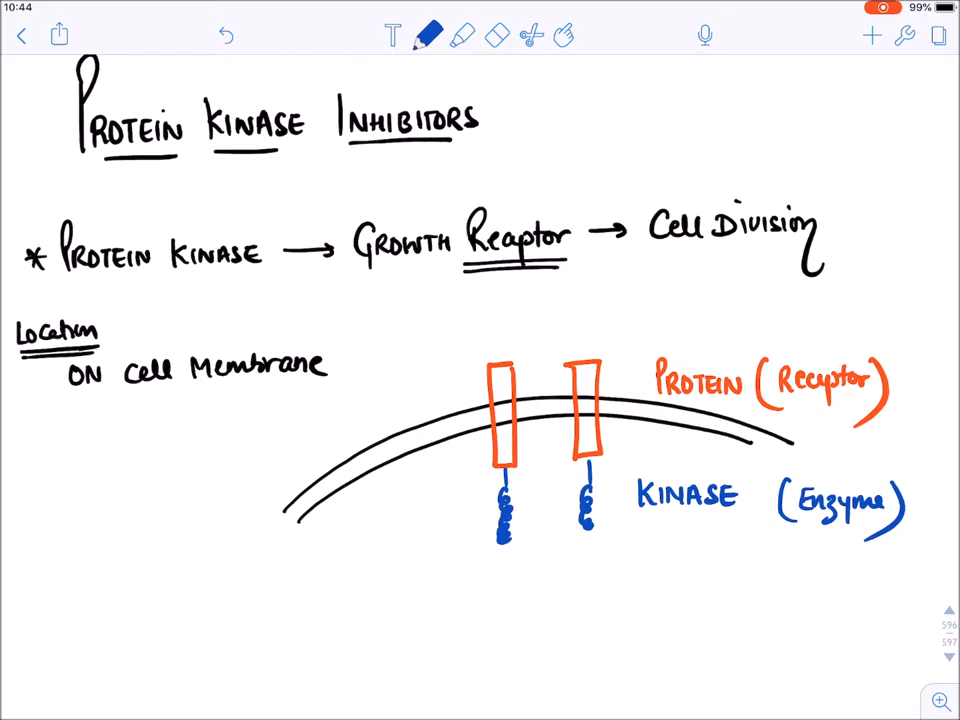 10:44
99%
T
PROTEIN KINASE INHIBITORS
* PROTEIN KINASE → GROWTH Receptor → Cell Division
Location
ON Cell Membrane
PROTEIN (Receptor)
KINASE (Enzyme)
596
597